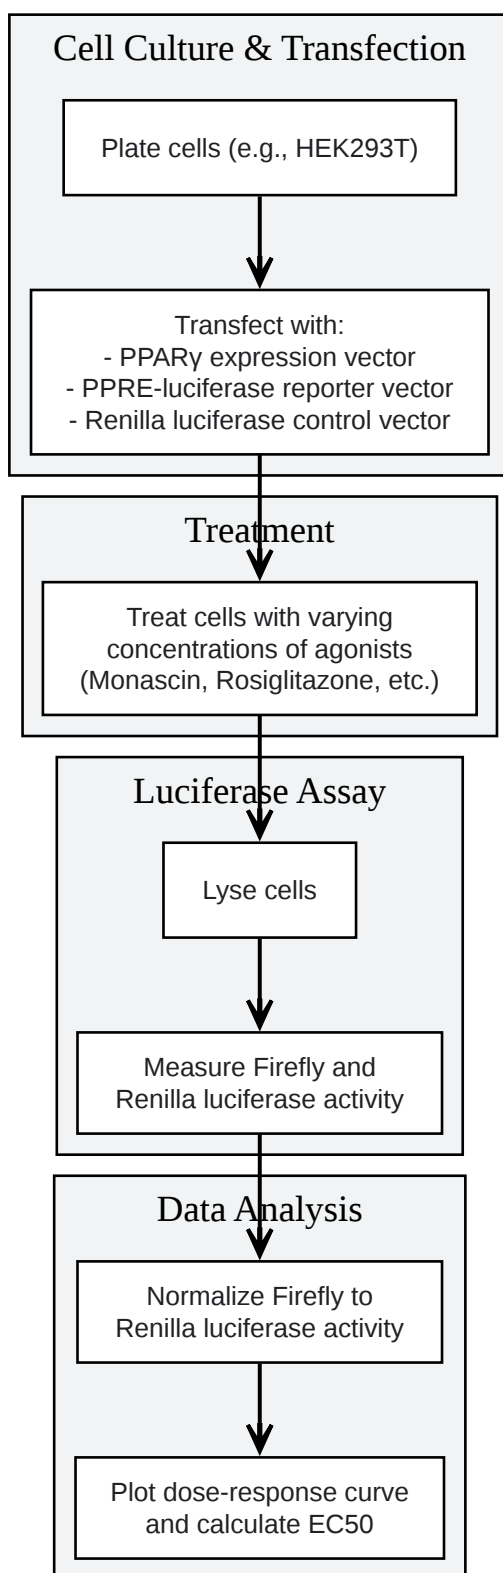 Cell Culture & Transfection
Plate cells (e.g., HEK293T)
Transfect with:
- PPARγ expression vector
- PPRE-luciferase reporter vector
- Renilla luciferase control vector
Treatment
Treat cells with varying
concentrations of agonists
(Monascin, Rosiglitazone, etc.)
Luciferase Assay
Lyse cells
Measure Firefly and
Renilla luciferase activity
Data Analysis
Normalize Firefly to
Renilla luciferase activity
Plot dose-response curve
and calculate EC50